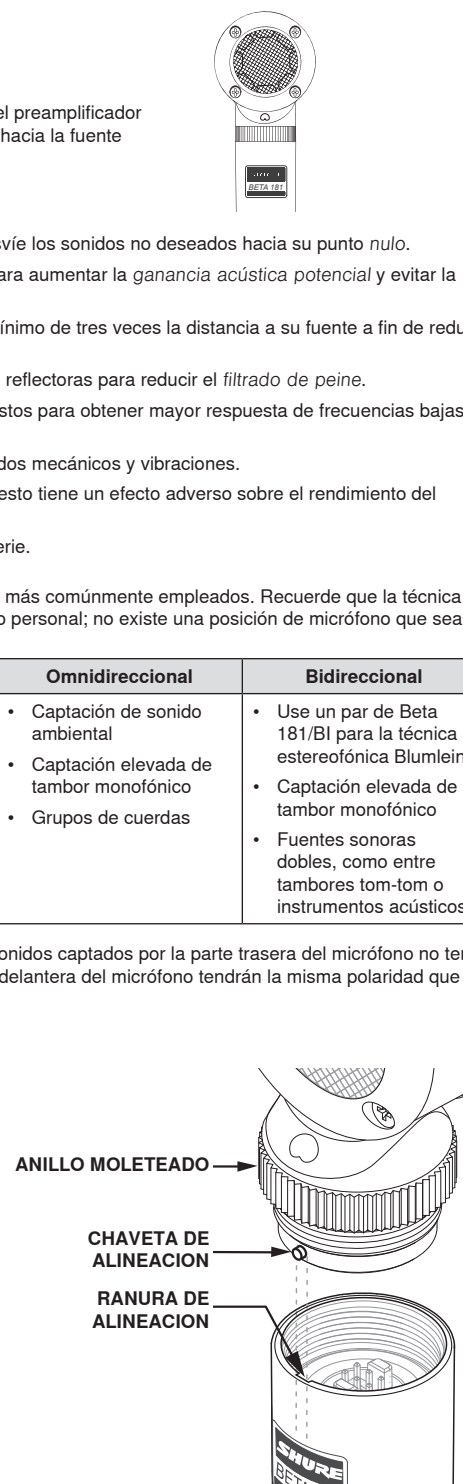 el preamplificador
hacia la fuente
BETA 181
svíe los sonidos no deseados hacia su punto nulo.
ara aumentar la ganancia acústica potencial y evitar la
ínimo de tres veces la distancia a su fuente a fin de redu
reflectoras para reducir el filtrado de peine.
stos para obtener mayor respuesta de frecuencias bajas
dos mecánicos y vibraciones.
esto tiene un efecto adverso sobre el rendimiento del
erie.
más comúnmente empleados. Recuerde que la técnica
o personal; no existe una posición de micrófono que sea
Omnidireccional
• Captación de sonido
ambiental
• Captación elevada de
tambor monofónico
• Grupos de cuerdas
Bidireccional
• Use un par de Beta
181/BI para la técnica
estereofónica Blumlein
• Captación elevada de
tambor monofónico
• Fuentes sonoras
dobles, como entre
tambores tom-tom o
instrumentos acústicos
onidos captados por la parte trasera del micrófono no ten
delantera del micrófono tendrán la misma polaridad que
ANILLO MOLETEADO
CHAVETA DE
ALINEACION
RANURA DE
ALINEACION
SHURE
BETA